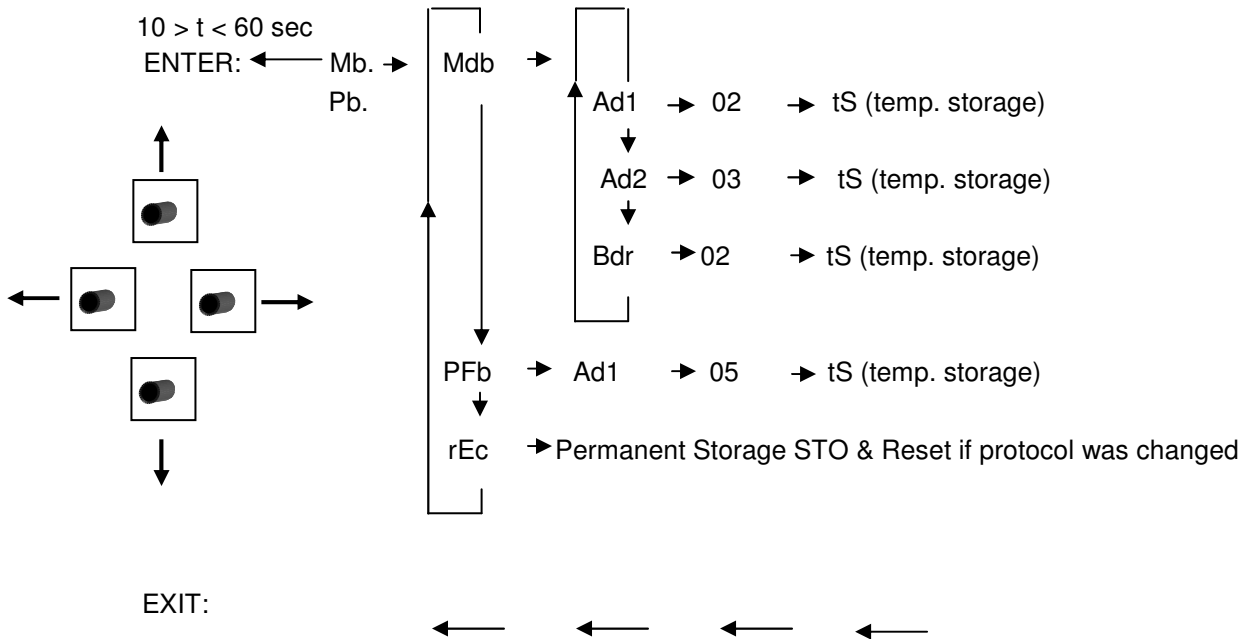 10 > t < 60 sec
ENTER: Mb. Mdb
Pb.
Ad1 02 tS (temp. storage)
Ad2 03 tS (temp. storage)
Bdr 02 tS (temp. storage)
PFb Ad1 05 tS (temp. storage)
rEc Permanent Storage STO & Reset if protocol was changed
EXIT: